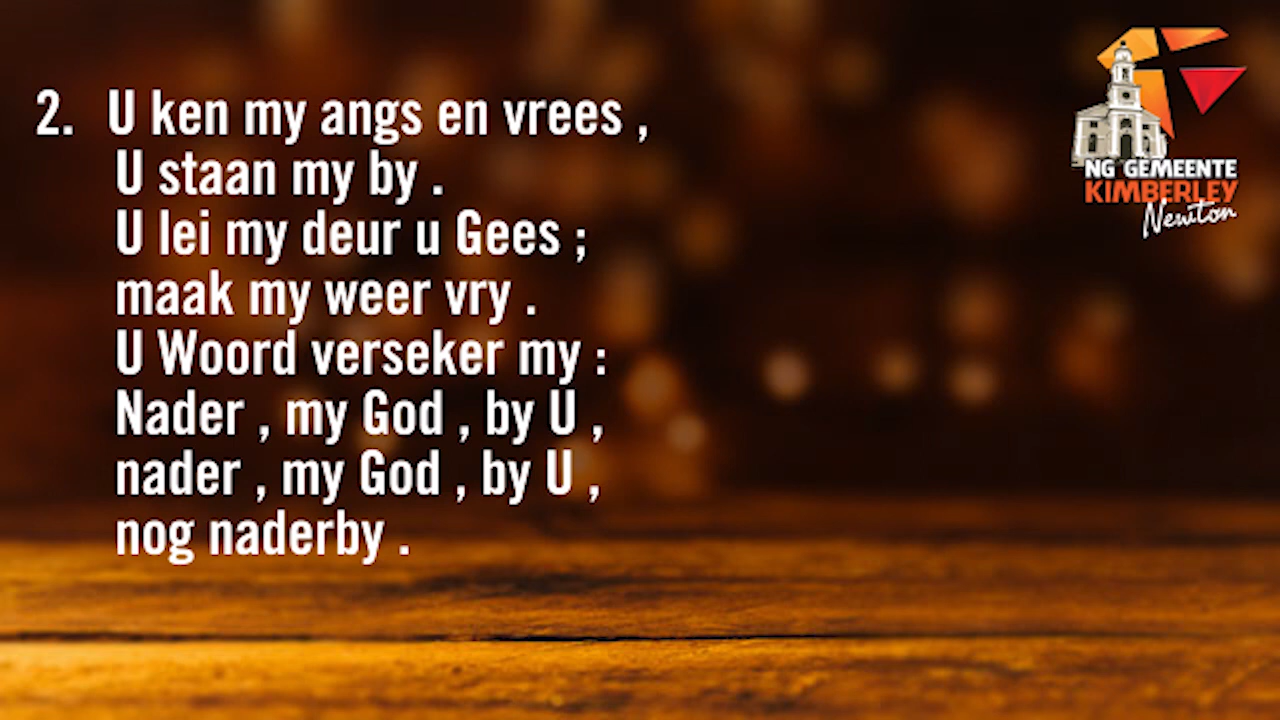 2. U ken my angs en vrees ,
U staan my by .
U lei my deur u Gees ;
maak my weer vry .
U Woord verseker my :
Nader , my God , by U ,
nader , my God , by U ,
nog naderby .
NG GEMEENTE
KIMBERLEY
Newton